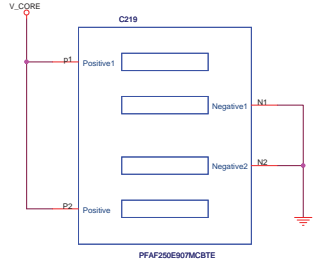 V_CORE
C219
p1
Positive1
Negative1
N1
Negative2
N2
P2
Positive
PFAF250E907MCBTE